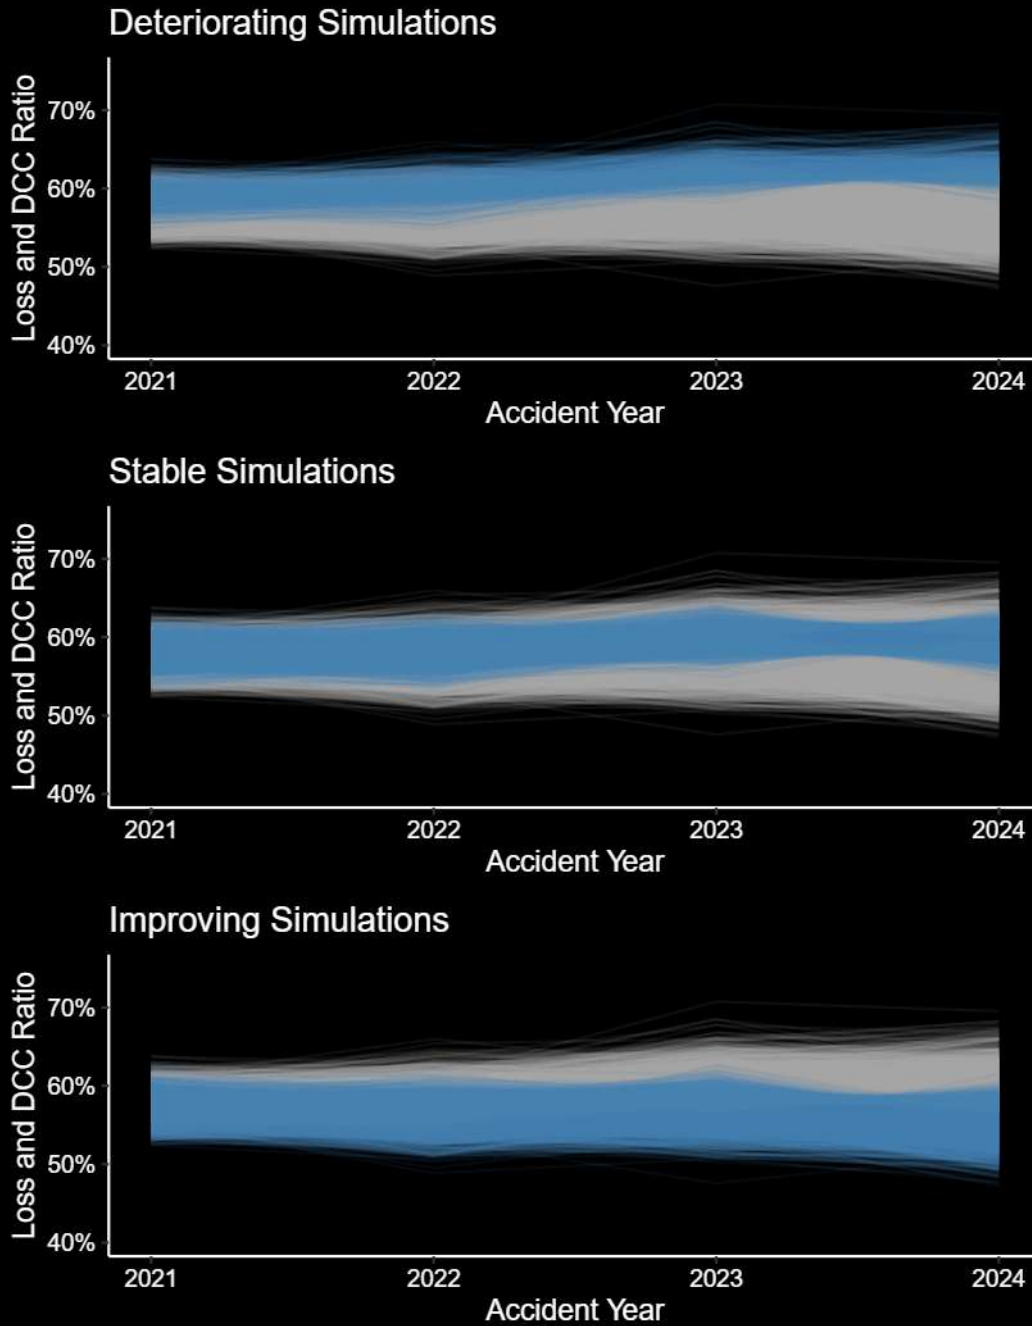 Deteriorating Simulations
Loss and DCC Ratio
70%
60%
50%
40%
2021 2022 2023 2024
Accident Year
Stable Simulations
Loss and DCC Ratio
70%
60%
50%
40%
2021 2022 2023 2024
Accident Year
Improving Simulations
Loss and DCC Ratio
70%
60%
50%
40%
2021 2022 2023 2024
Accident Year